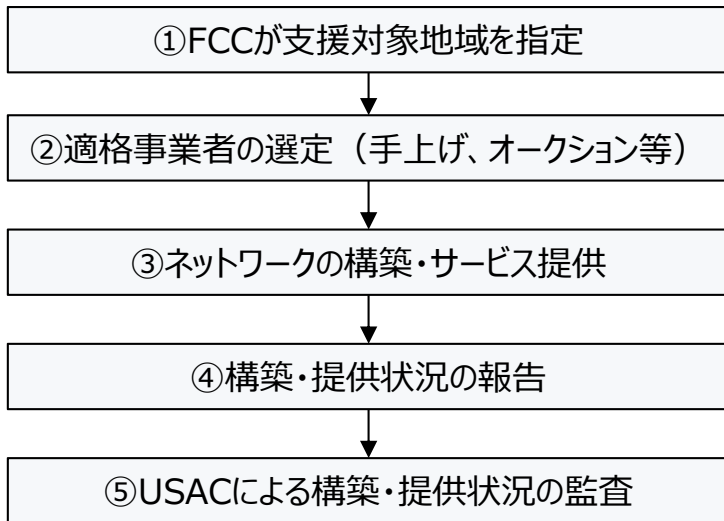 ①FCCが支援対象地域を指定
②適格事業者の選定（手上げ、オークション等）
③ネットワークの構築・サービス提供
④構築・提供状況の報告
⑤USACによる構築・提供状況の監査